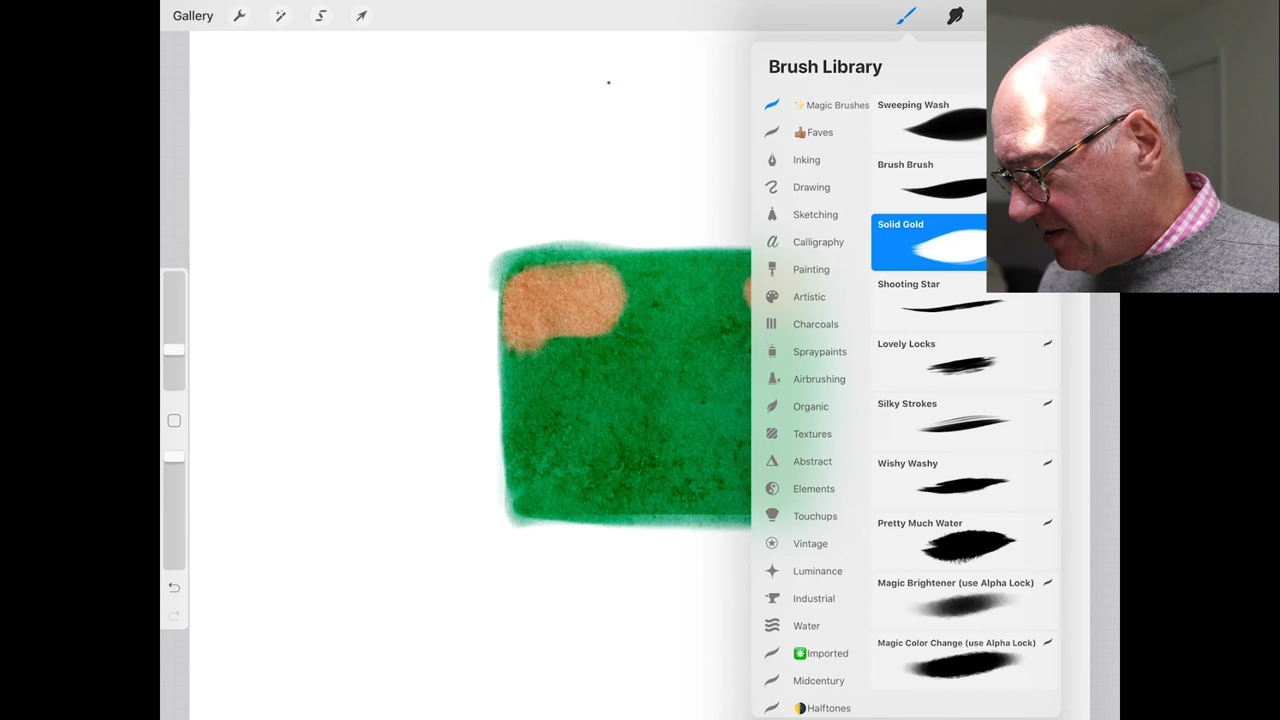 Gallery
Brush Library
✨Magic Brushes
👍🏽Faves
Inking
Drawing
Sketching
Calligraphy
Painting
Artistic
Charcoals
Spraypaints
Airbrushing
Organic
Textures
Abstract
Elements
Touchups
Vintage
Luminance
Industrial
Water
✳️Imported
Midcentury
🌗Halftones
Sweeping Wash
Brush Brush
Solid Gold
Shooting Star
Lovely Locks
Silky Strokes
Wishy Washy
Pretty Much Water
Magic Brightener (use Alpha Lock)
Magic Color Change (use Alpha Lock)